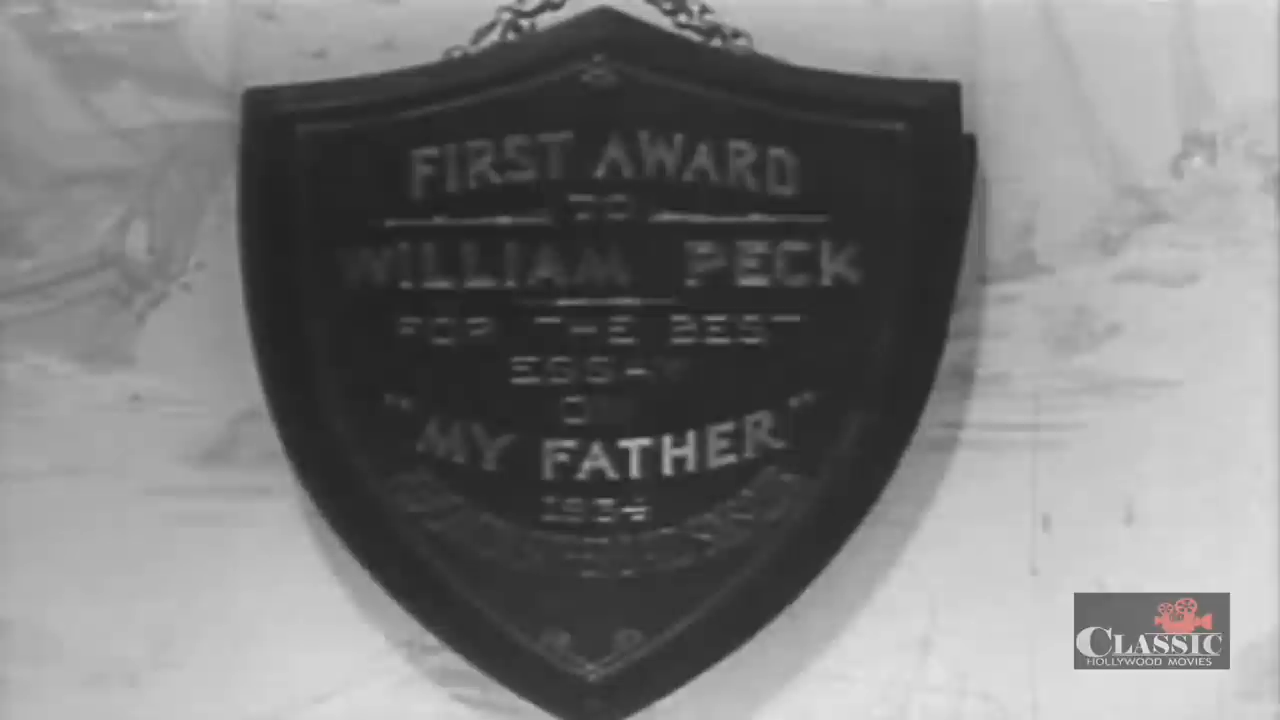 FIRST AWARD
TO
WILLIAM PECK
FOR THE BEST
ESSAY
ON
"MY FATHER"
1934
CLASSIC
HOLLYWOOD MOVIES